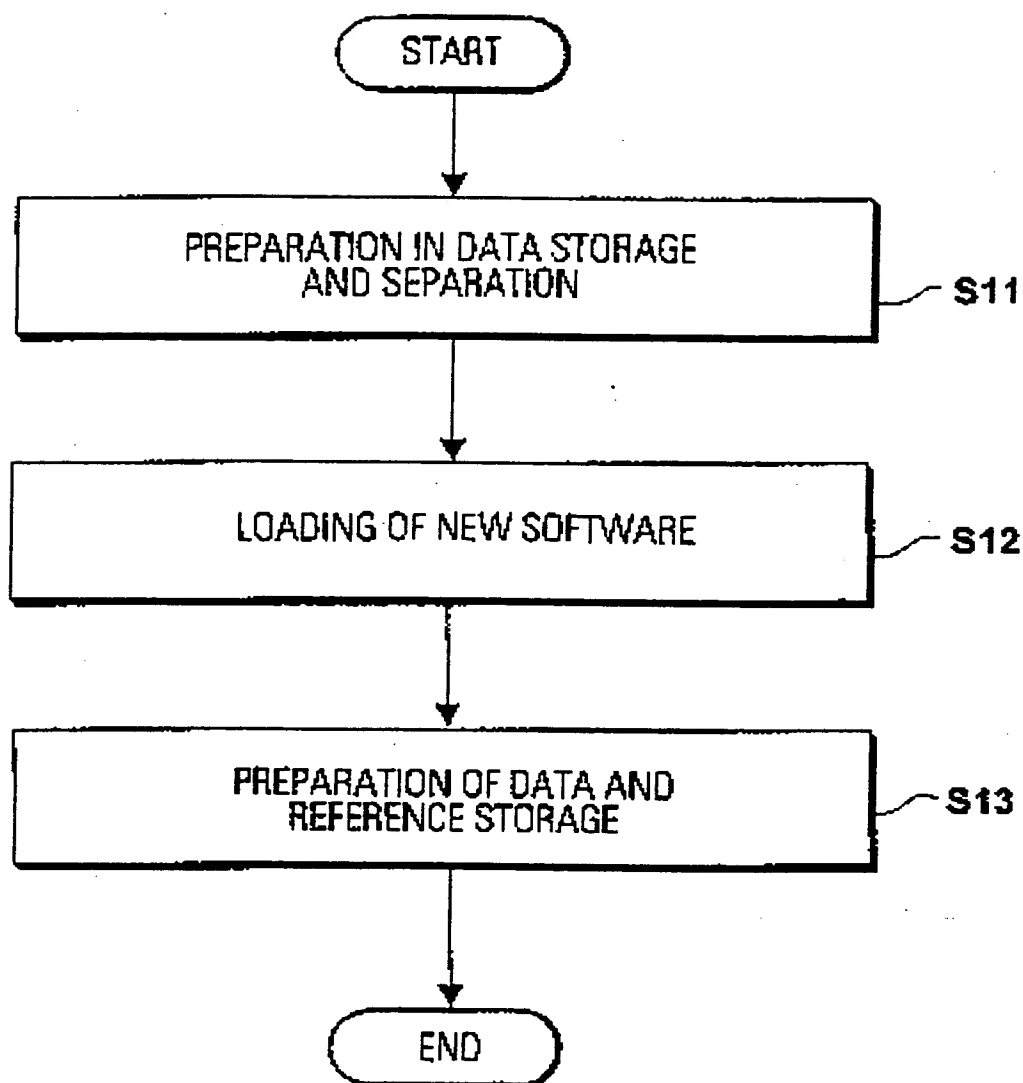 START
PREPARATION IN DATA STORAGE
AND SEPARATION
S11
LOADING OF NEW SOFTWARE
S12
PREPARATION OF DATA AND
REFERENCE STORAGE
S13
END